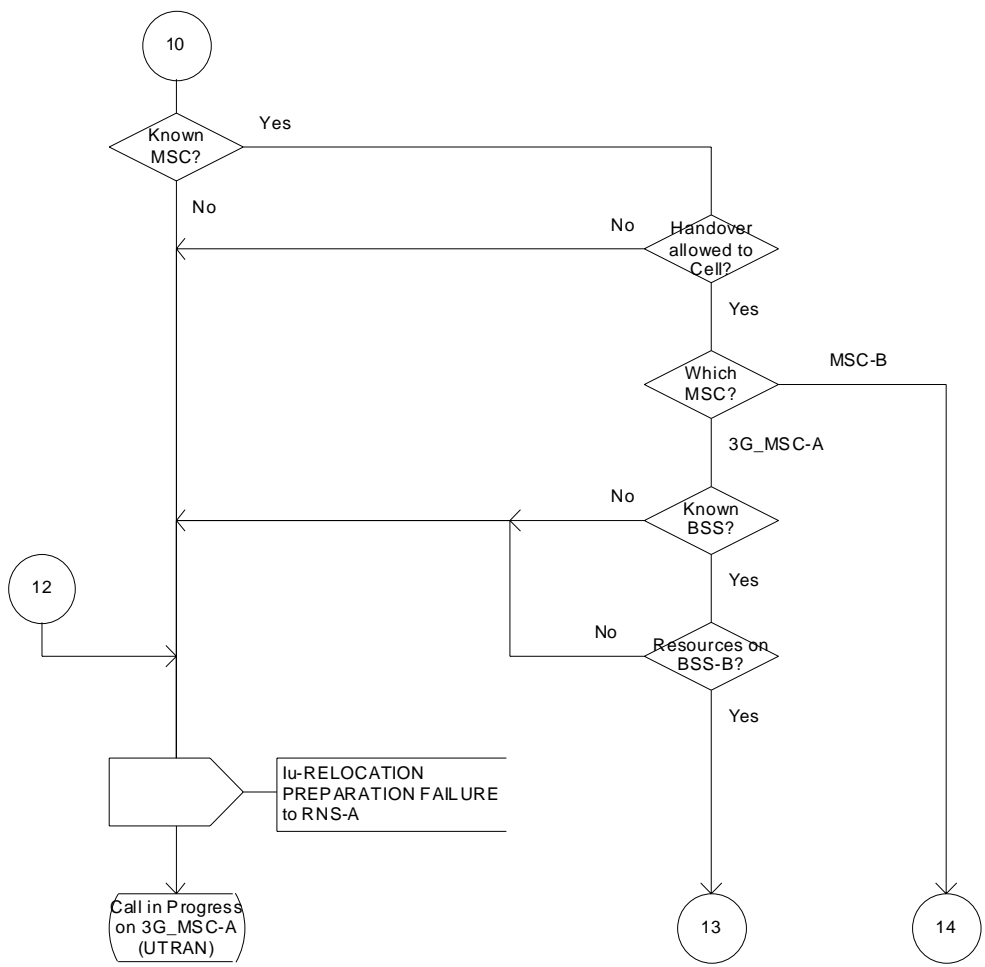 10
Known
MSC?
Yes
No
Handover
allowed to
Cell?
No
Yes
Which
MSC?
MSC-B
3G_MSC-A
No
Known
BSS?
Yes
12
No
Resources on
BSS-B?
Yes
Iu-RELOCATION
PREPARATION FAILURE
to RNS-A
Call in Progress
on 3G_MSC-A
(UTRAN)
13
14